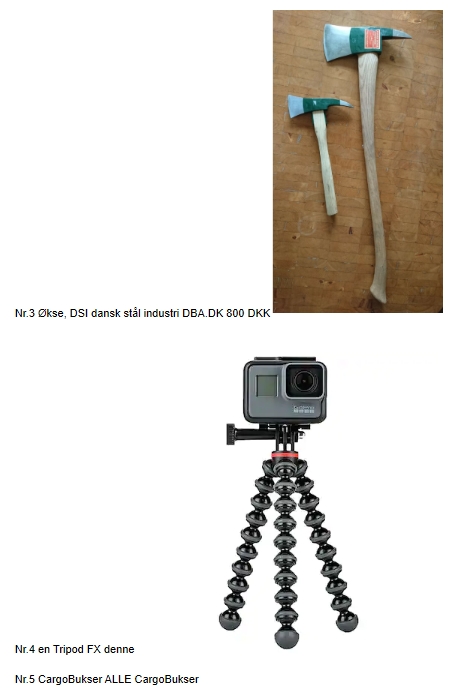 Nr.3 Økse, DSI dansk stål industri DBA.DK 800 DKK
Nr.4 en Tripod FX denne
Nr.5 CargoBukser ALLE CargoBukser